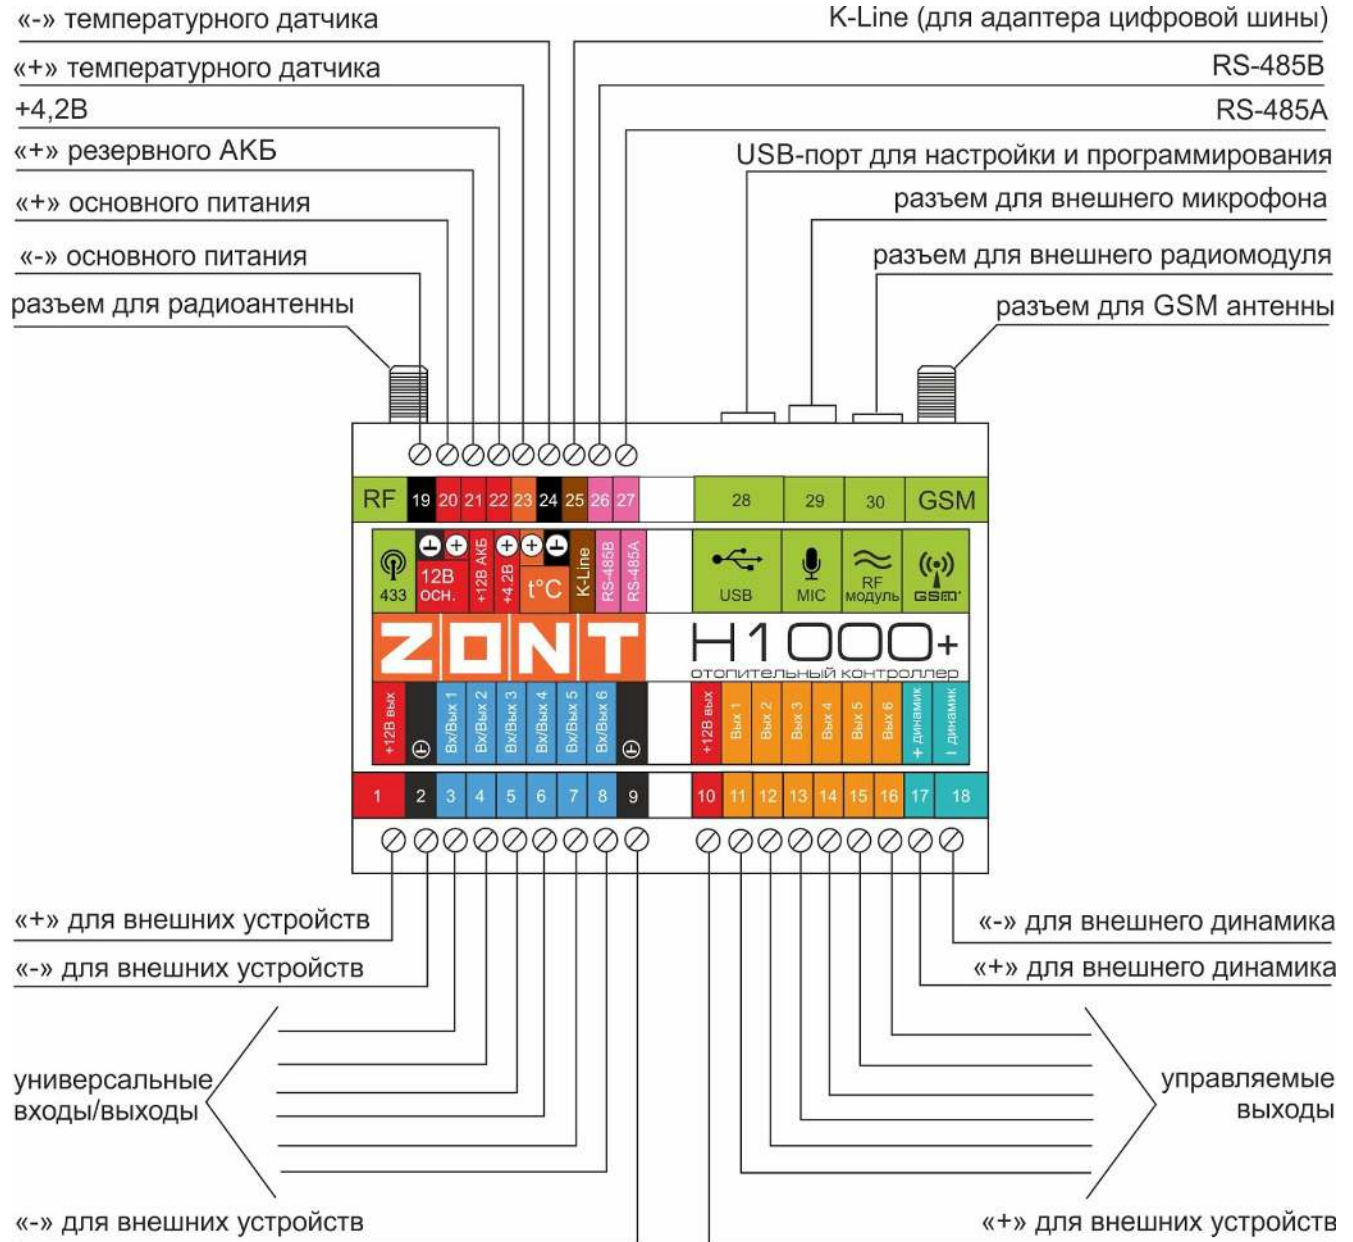 «-» температурного датчика
«+» температурного датчика
+4,2В
«+» резервного АКБ
«+» основного питания
«-» основного питания
разъем для радиоантенны
K-Line (для адаптера цифровой шины)
RS-485B
RS-485A
USB-порт для настройки и программирования
разъем для внешнего микрофона
разъем для внешнего радиомодуля
разъем для GSM антенны
RF 19 20 21 22 23 24 25 26 27 28 29 30 GSM
433
12В
осн.
+12В АКБ
+4.2В
t°C
K-Line
RS-485B
RS-485A
USB
MIC
RF
модуль
GSM
ZONT
H1000+
отопительный контроллер
+12В вых
Вх/Вых 1
Вх/Вых 2
Вх/Вых 3
Вх/Вых 4
Вх/Вых 5
Вх/Вых 6
+12В вых
Вых 1
Вых 2
Вых 3
Вых 4
Вых 5
Вых 6
+ динамик
– динамик
1 2 3 4 5 6 7 8 9 10 11 12 13 14 15 16 17 18
«+» для внешних устройств
«-» для внешних устройств
универсальные
входы/выходы
«-» для внешних устройств
«-» для внешнего динамика
«+» для внешнего динамика
управляемые
выходы
«+» для внешних устройств